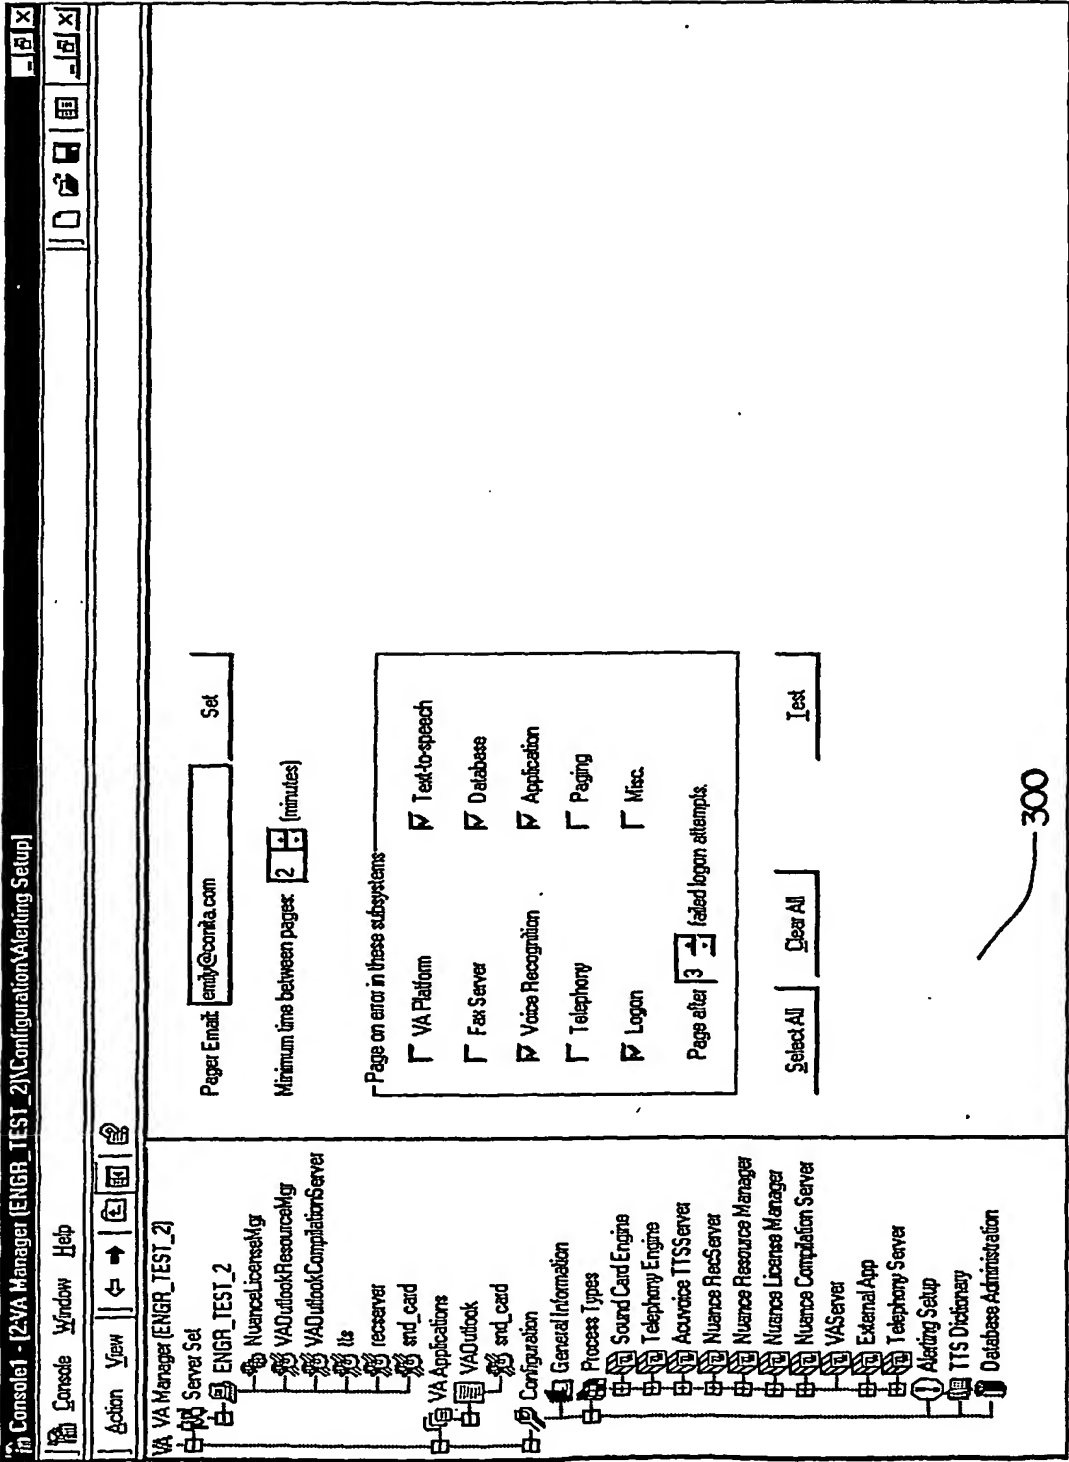 Console1 - [2:VA Manager (ENGR_TEST_2)\Configuration\Alerting Setup]
Console Window Help
Action View
VA VA Manager (ENGR_TEST_2)
Server Set
ENGR_TEST_2
NuanceLicenseMgr
VAOutlookResourceMgr
VAOutlookCompilationServer
tts
recserver
snd_card
VA Applications
VAOutlook
snd_card
Configuration
General Information
Process Types
Sound Card Engine
Telephony Engine
Acuvoice TTSServer
Nuance RecServer
Nuance Resource Manager
Nuance License Manager
Nuance Compilation Server
VAServer
External App
Telephony Server
Alerting Setup
TTS Dictionary
Database Administration
Pager Email: emily@conita.com Set
Minimum time between pages: 2 (minutes)
Page on error in these subsystems
VA Platform Text-to-speech
Fax Server Database
Voice Recognition Application
Telephony Paging
Logon Misc.
Page after 3 failed logon attempts.
Select All Clear All Test
300